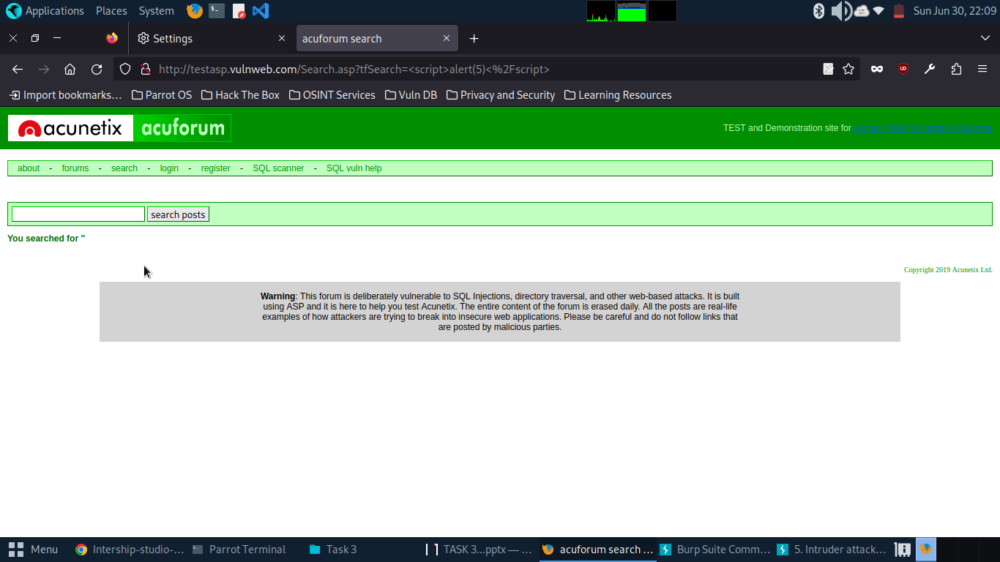 Applications Places System Sun Jun 30, 22:09
Settings acuforum search
http://testasp.vulnweb.com/Search.asp?tfSearch=<script>alert(5)<%2Fscript>
Import bookmarks… Parrot OS Hack The Box OSINT Services Vuln DB Privacy and Security Learning Resources
acunetix acuforum TEST and Demonstration site for Acunetix Web Vulnerability Scanner
about - forums - search - login - register - SQL scanner - SQL vuln help
search posts
You searched for ''
Copyright 2019 Acunetix Ltd.
Warning: This forum is deliberately vulnerable to SQL Injections, directory traversal, and other web-based attacks. It is built
using ASP and it is here to help you test Acunetix. The entire content of the forum is erased daily. All the posts are real-life
examples of how attackers are trying to break into insecure web applications. Please be careful and do not follow links that
are posted by malicious parties.
Menu Intership-studio-… Parrot Terminal Task 3 TASK 3...pptx — … acuforum search … Burp Suite Comm… 5. Intruder attack…